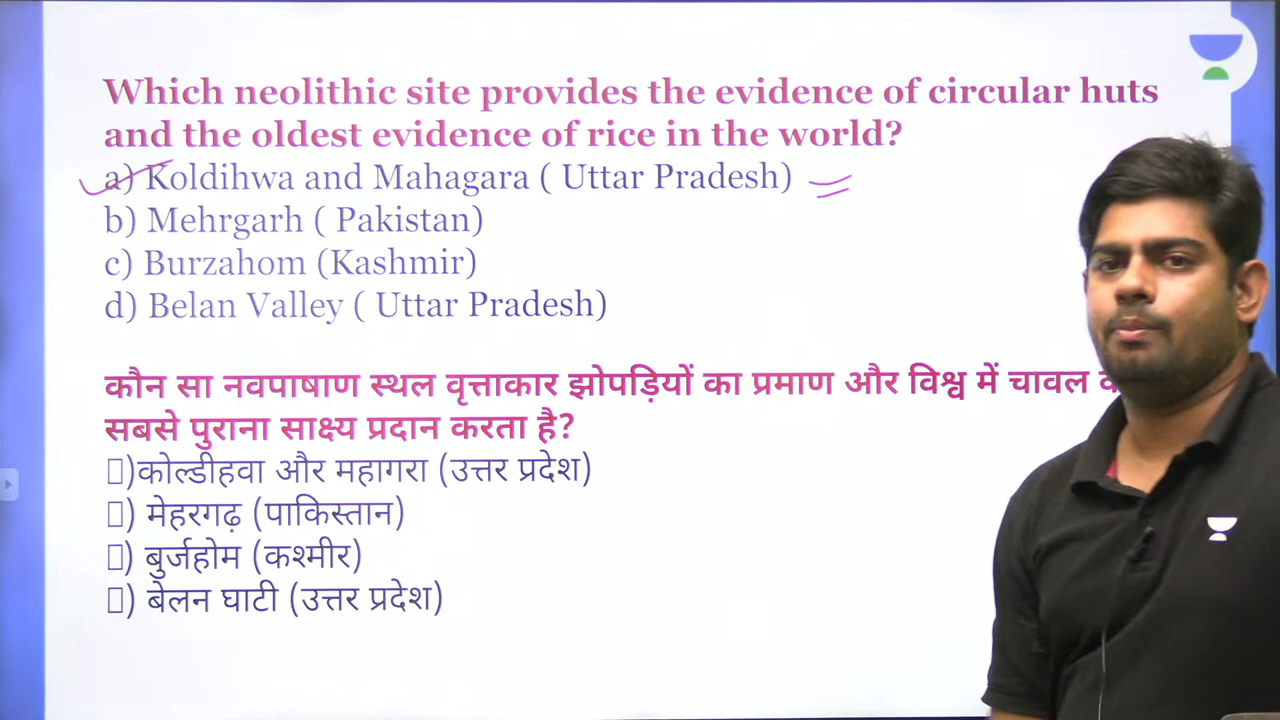 Which neolithic site provides the evidence of circular huts
and the oldest evidence of rice in the world?
a) Koldihwa and Mahagara ( Uttar Pradesh)
b) Mehrgarh ( Pakistan)
c) Burzahom (Kashmir)
d) Belan Valley ( Uttar Pradesh)
कौन सा नवपाषाण स्थल वृत्ताकार झोपड़ियों का प्रमाण और विश्व में चावल
सबसे पुराना साक्ष्य प्रदान करता है?
▯)कोल्डीहवा और महागरा (उत्तर प्रदेश)
▯) मेहरगढ़ (पाकिस्तान)
▯) बुर्जहोम (कश्मीर)
▯) बेलन घाटी (उत्तर प्रदेश)